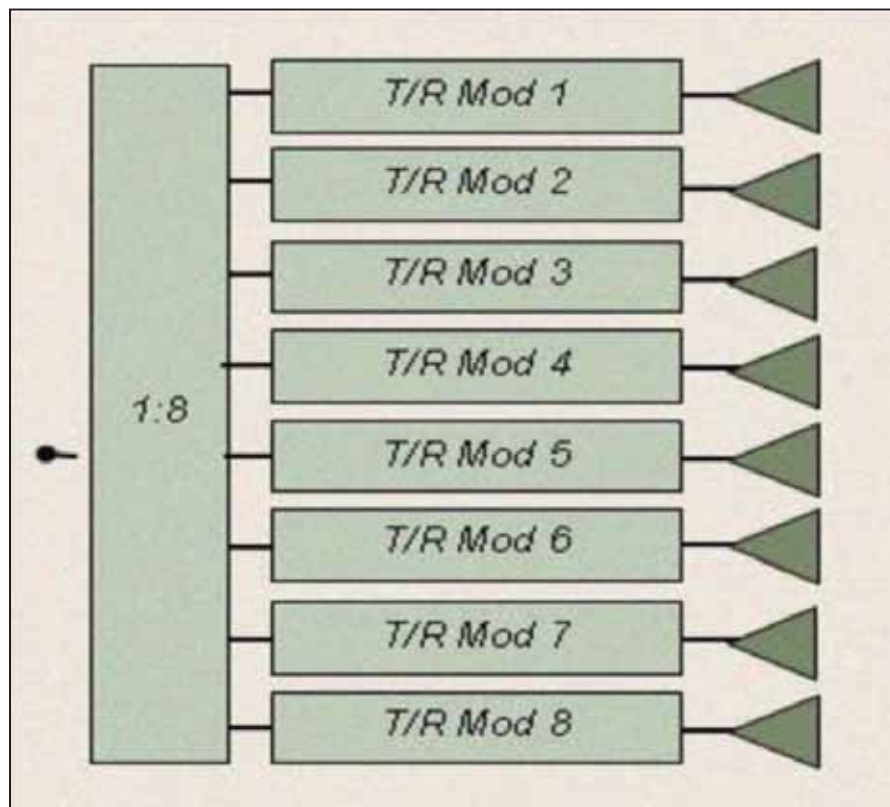 T/R Mod 1
T/R Mod 2
T/R Mod 3
T/R Mod 4
1:8
T/R Mod 5
T/R Mod 6
T/R Mod 7
T/R Mod 8